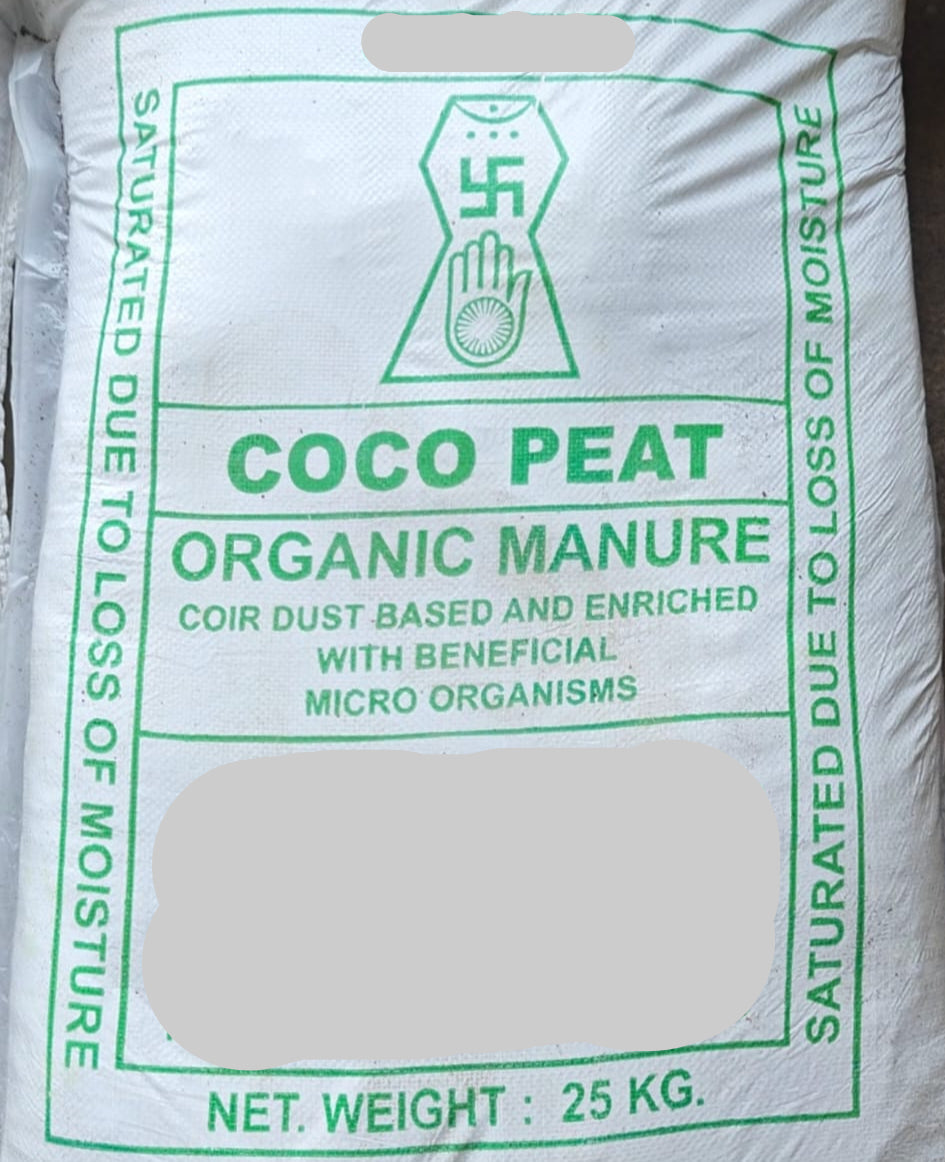 SATURATED DUE TO LOSS OF MOISTURE
COCO PEAT
ORGANIC MANURE
COIR DUST BASED AND ENRICHED
WITH BENEFICIAL
MICRO ORGANISMS
NET. WEIGHT : 25 KG.
SATURATED DUE TO LOSS OF MOISTURE